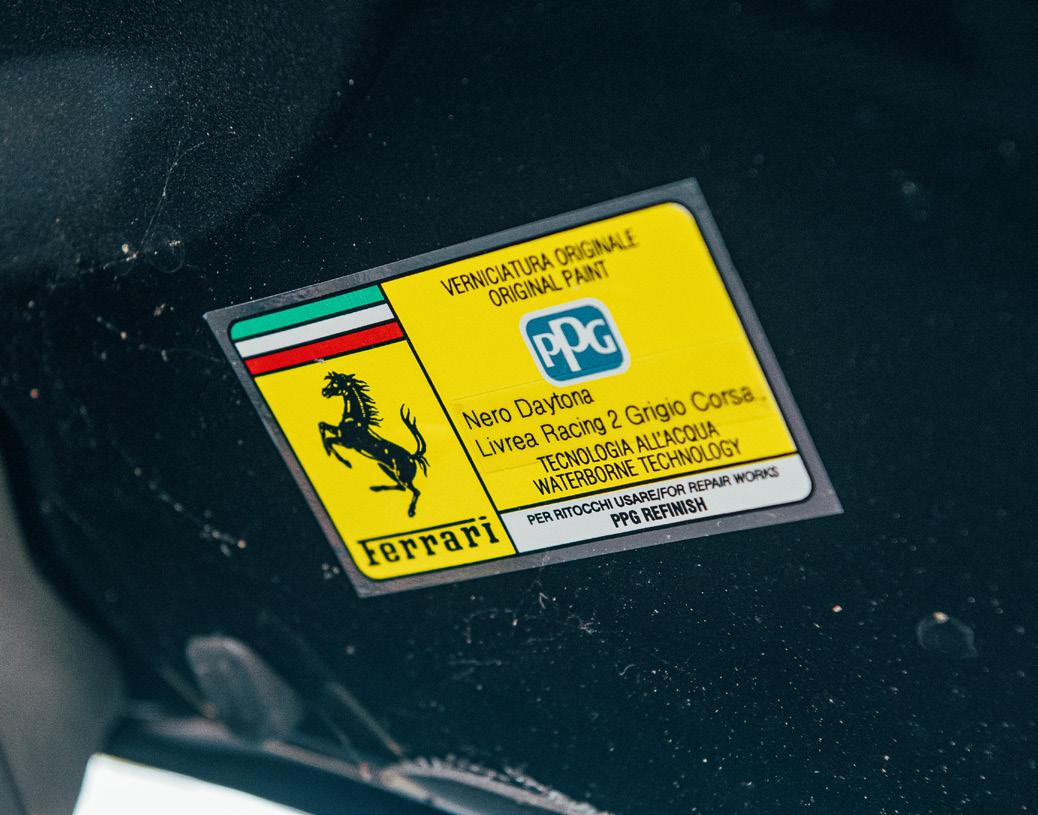 VERNICIATURA ORIGINALE
ORIGINAL PAINT
PPG
Nero Daytona
Livrea Racing 2 Grigio Corsa
TECNOLOGIA ALL'ACQUA
WATERBORNE TECHNOLOGY
PER RITOCCHI USARE/FOR REPAIR WORKS
PPG REFINISH
Ferrari